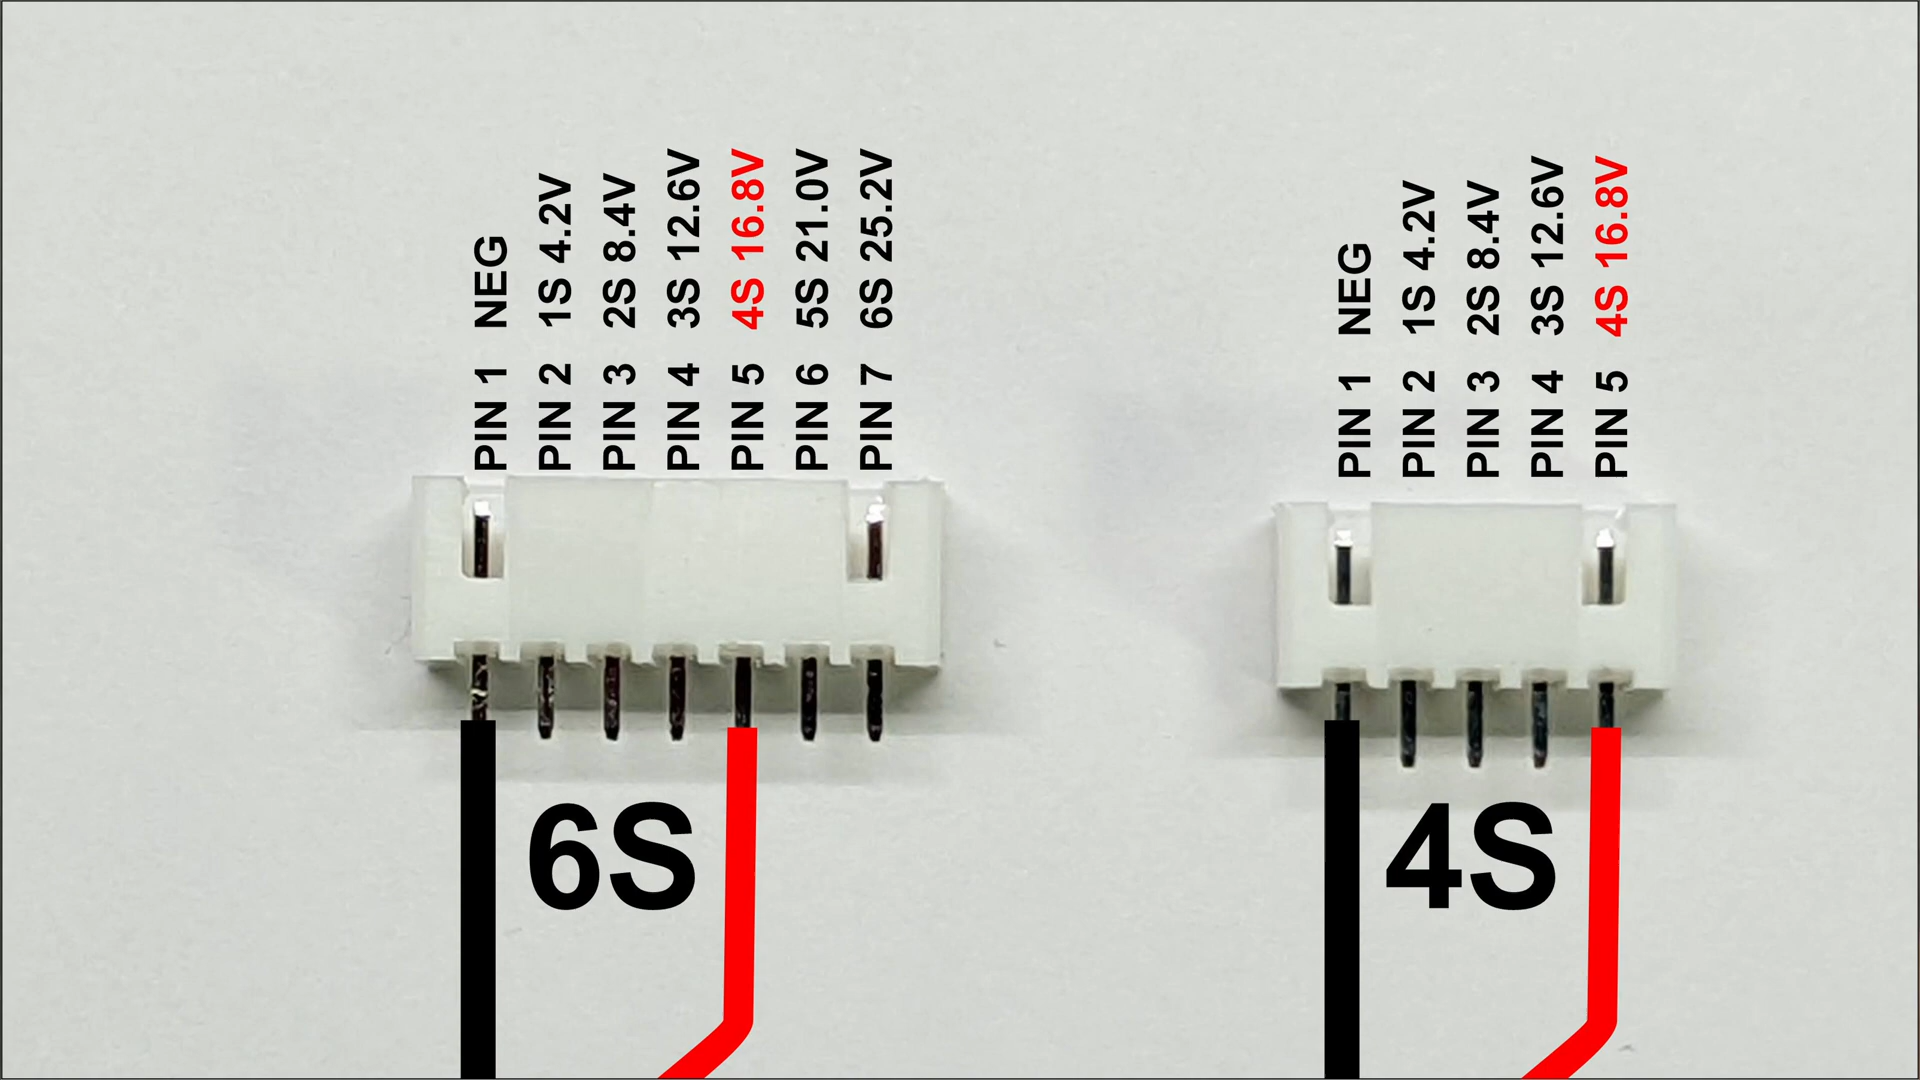 PIN 1 NEG
PIN 2 1S 4.2V
PIN 3 2S 8.4V
PIN 4 3S 12.6V
PIN 5 4S 16.8V
PIN 6 5S 21.0V
PIN 7 6S 25.2V
6S
PIN 1 NEG
PIN 2 1S 4.2V
PIN 3 2S 8.4V
PIN 4 3S 12.6V
PIN 5 4S 16.8V
4S